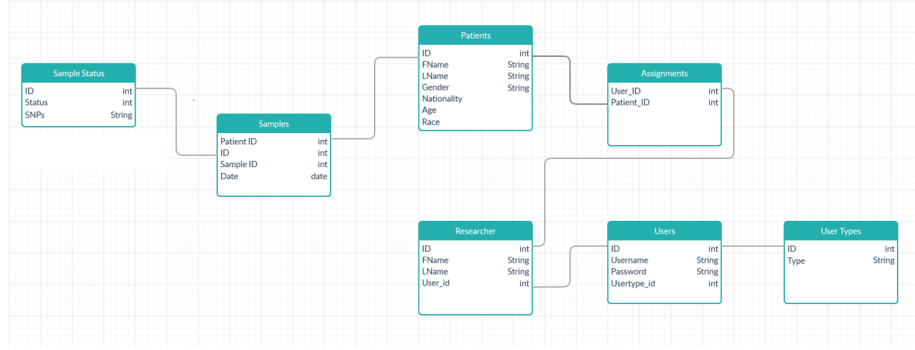 Patients
ID int
FName String
LName String
Gender String
Nationality
Age
Race
Sample Status
ID int
Status int
SNPs String
Assignments
User_ID int
Patient_ID int
Samples
Patient ID int
ID int
Sample ID int
Date date
Researcher
ID int
FName String
LName String
User_id int
Users
ID int
Username String
Password String
Usertype_id int
User Types
ID int
Type String